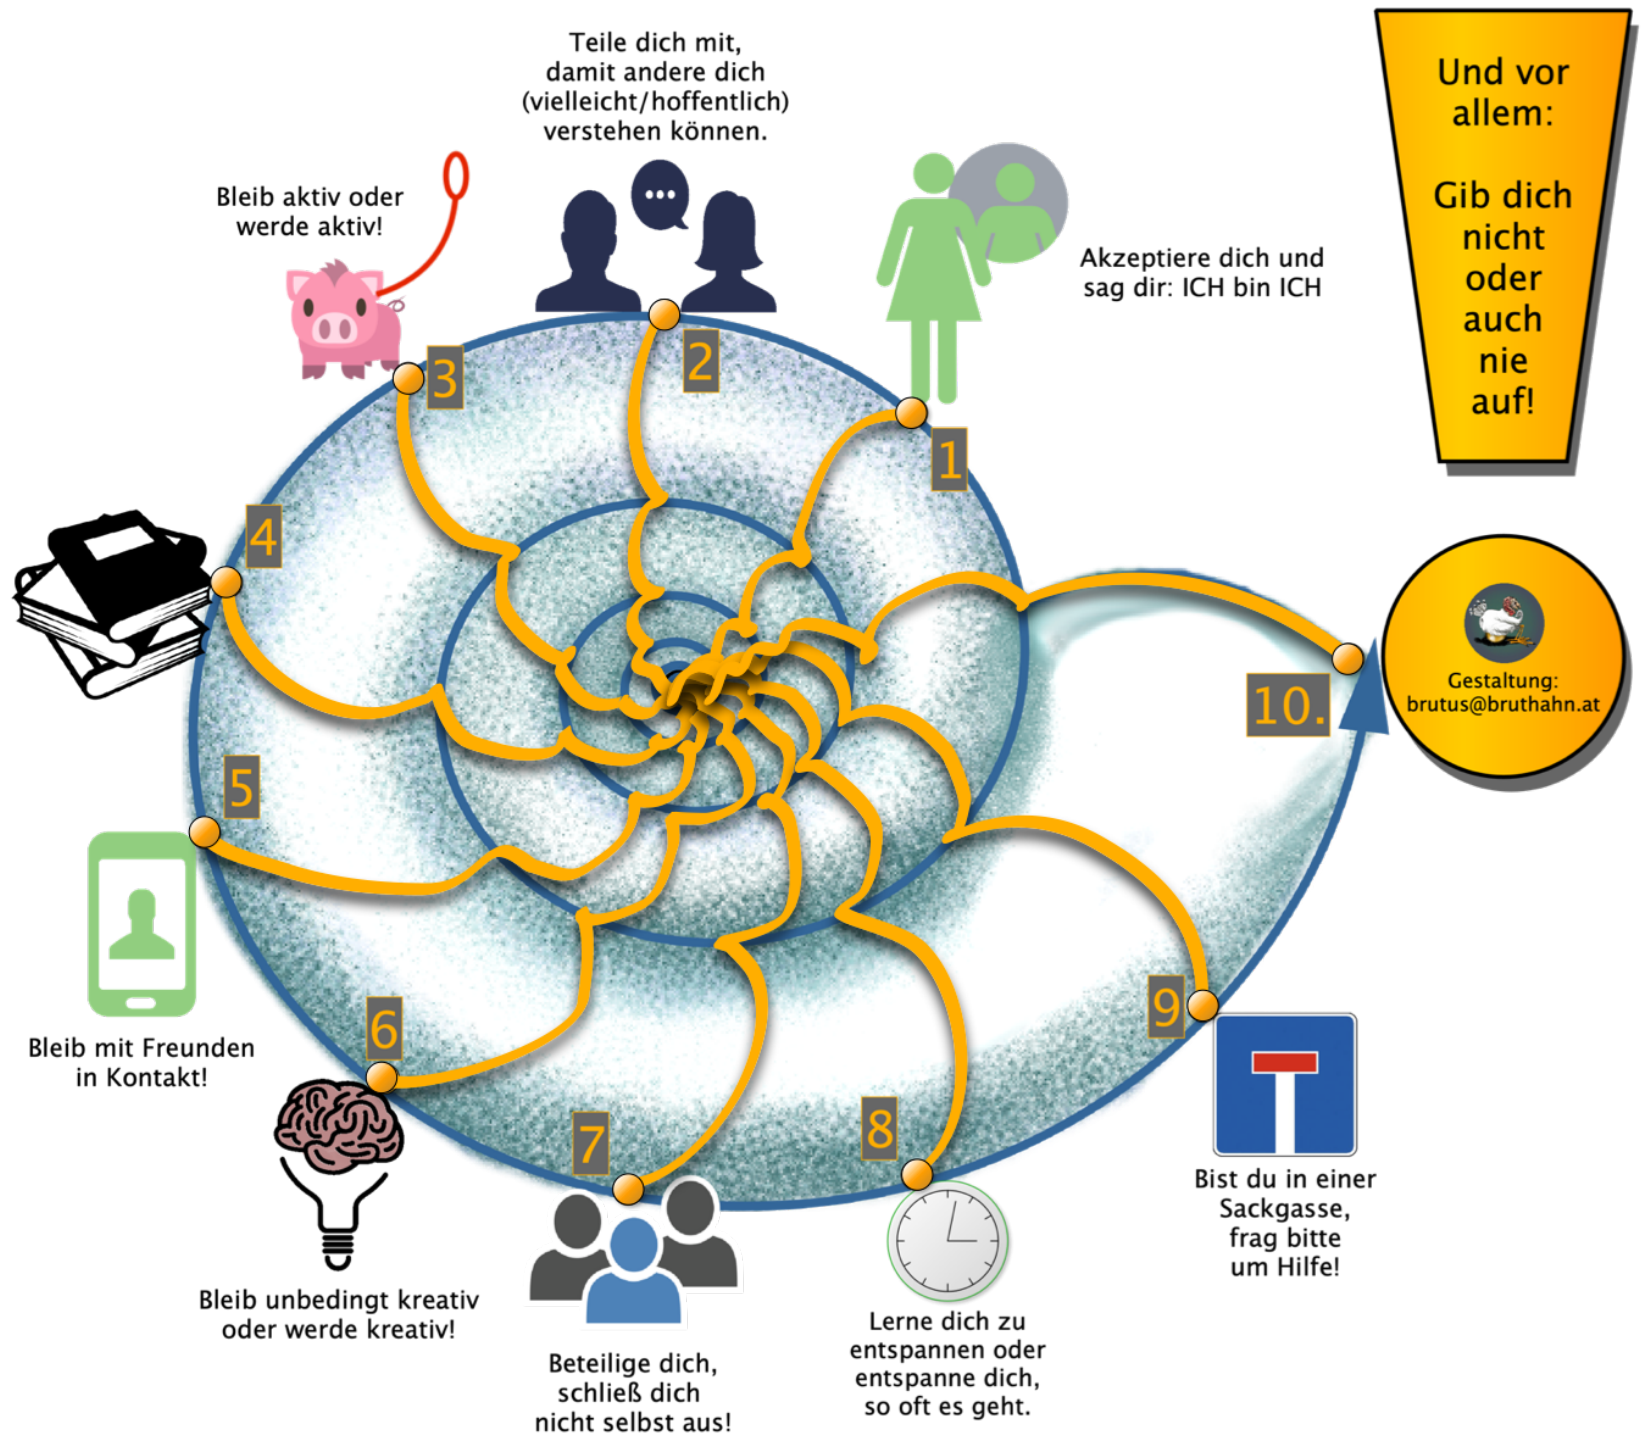 Teile dich mit,
damit andere dich
(vielleicht/hoffentlich)
verstehen können.
Und vor
allem:
Gib dich
nicht
oder
auch
nie
auf!
Bleib aktiv oder
werde aktiv!
Akzeptiere dich und
sag dir: ICH bin ICH
1
2
3
4
5
6
7
8
9
10.
Gestaltung:
brutus@bruthahn.at
Bleib mit Freunden
in Kontakt!
Bleib unbedingt kreativ
oder werde kreativ!
Beteilige dich,
schließ dich
nicht selbst aus!
Lerne dich zu
entspannen oder
entspanne dich,
so oft es geht.
Bist du in einer
Sackgasse,
frag bitte
um Hilfe!